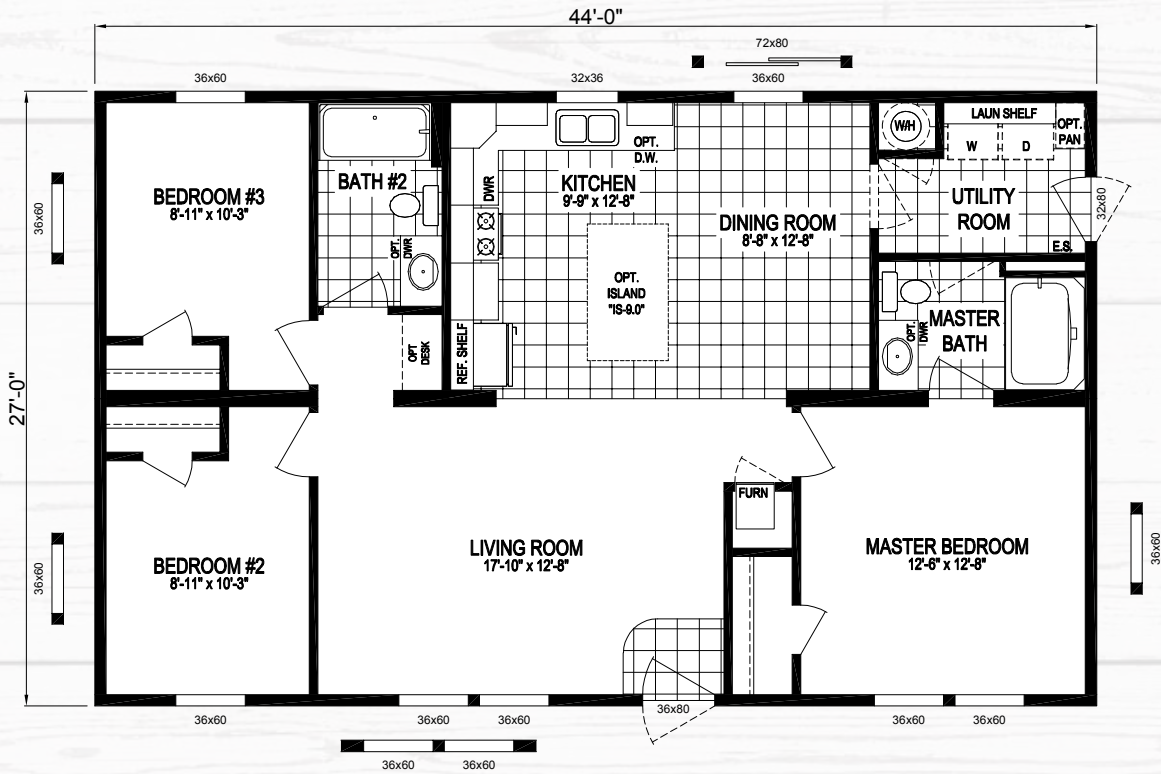 44'-0"
72x80
36x60
32x36
36x60
LAUN SHELF
OPT.
PAN
W/H
W
D
OPT.
D.W.
BATH #2
KITCHEN
9'-9" x 12'-8"
DWR
BEDROOM #3
8'-11" x 10'-3"
UTILITY
ROOM
32x80
36x60
DINING ROOM
8'-8" x 12'-8"
E.S.
OPT.
DWR
OPT.
ISLAND
"IS-9.0"
MASTER
BATH
OPT.
DWR
OPT
DESK
REF. SHELF
27'-0"
FURN
LIVING ROOM
17'-10" x 12'-8"
MASTER BEDROOM
12'-6" x 12'-8"
36x60
BEDROOM #2
8'-11" x 10'-3"
36x60
36x80
36x60
36x60
36x60
36x60
36x60
36x60
36x60